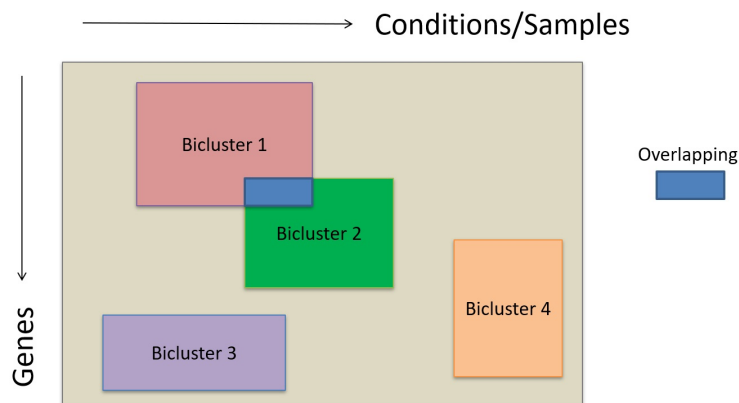 Conditions/Samples
Bicluster 1
Overlapping
Bicluster 2
Bicluster 4
Genes
Bicluster 3